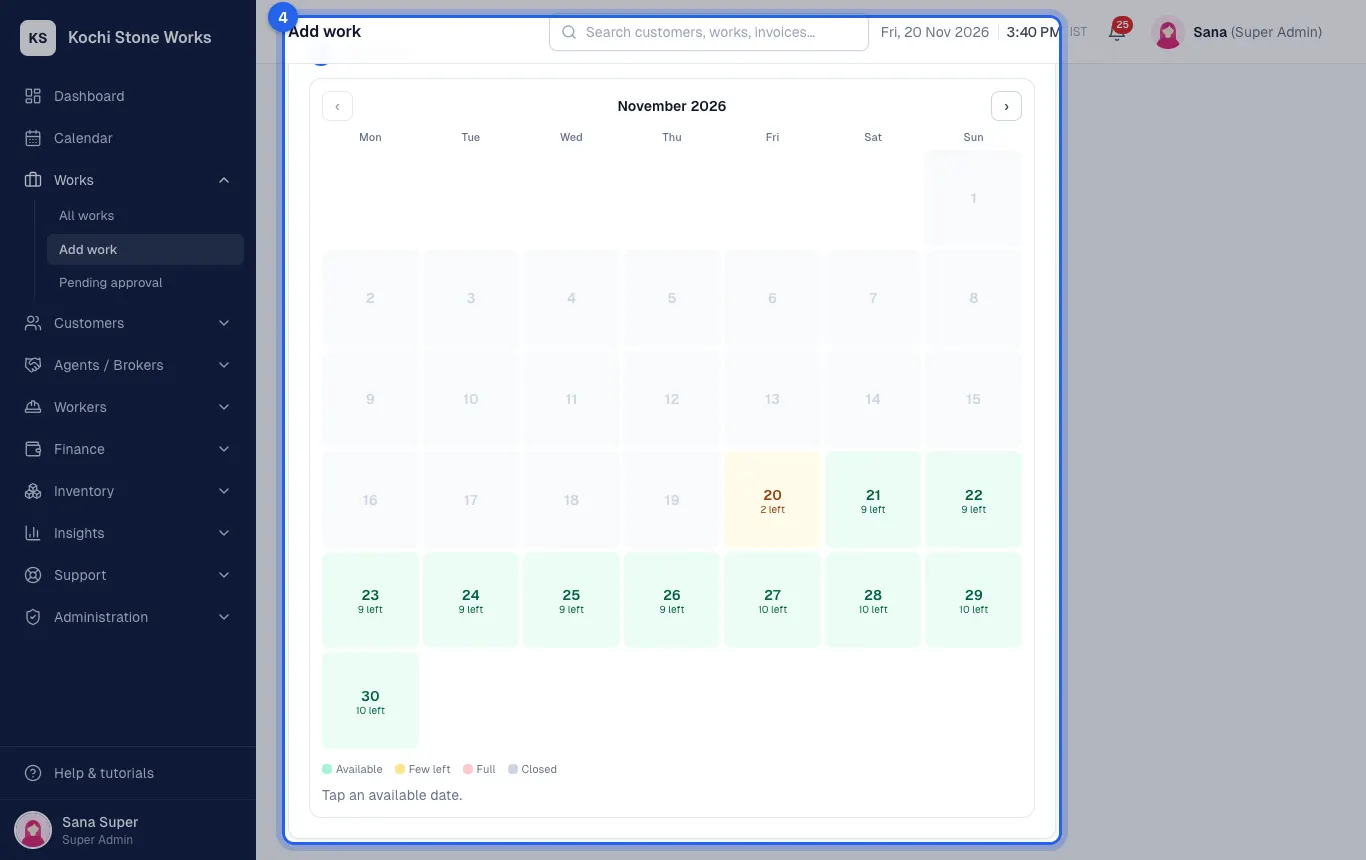 KS
Kochi Stone Works
Dashboard
Calendar
Works
All works
Add work
Pending approval
Customers
Agents / Brokers
Workers
Finance
Inventory
Insights
Support
Administration
Help & tutorials
Sana Super
Super Admin
4
Add work
Search customers, works, invoices...
Fri, 20 Nov 2026
3:40 PM IST
25
Sana (Super Admin)
‹
November 2026
›
Mon Tue Wed Thu Fri Sat Sun
1
2 3 4 5 6 7 8
9 10 11 12 13 14 15
16 17 18 19 20 21 22
2 left 9 left 9 left
23 24 25 26 27 28 29
9 left 9 left 9 left 9 left 10 left 10 left 10 left
30
10 left
Available Few left Full Closed
Tap an available date.